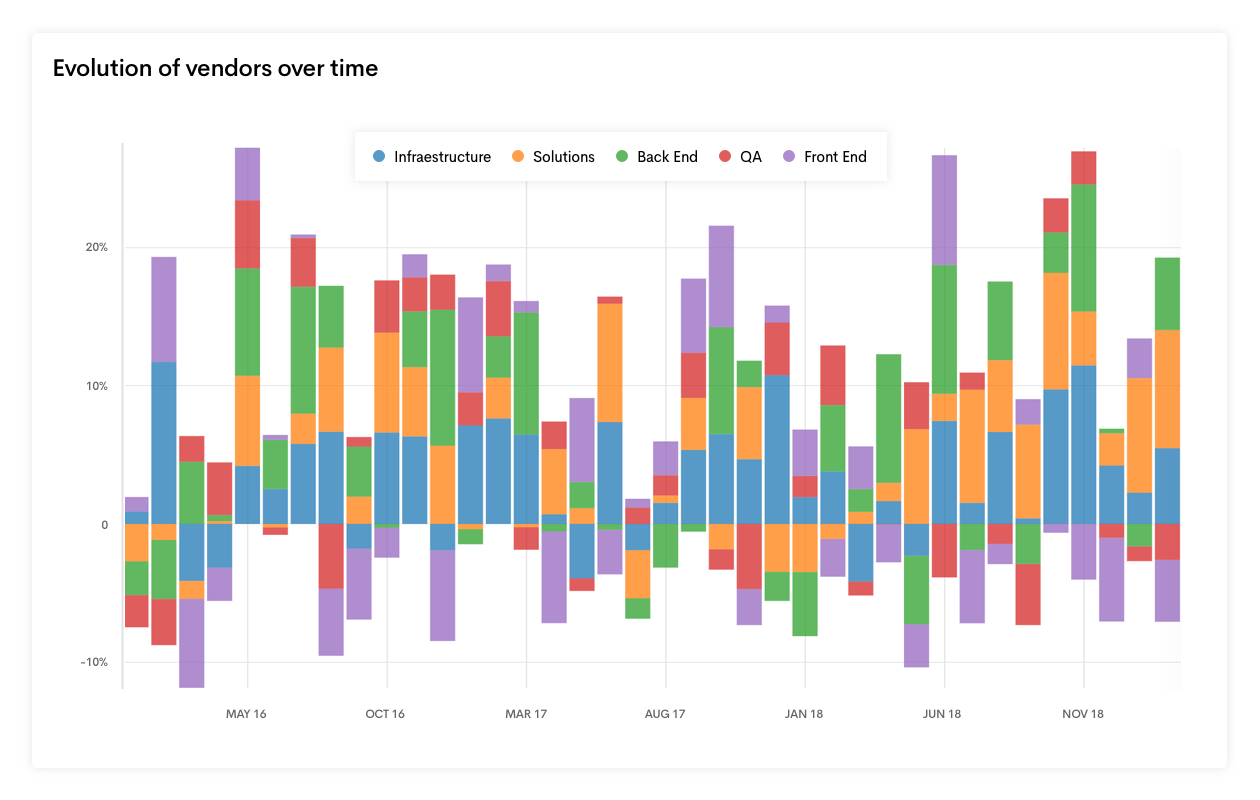 Evolution of vendors over time
Infraestructure Solutions Back End QA Front End
20%
10%
0
-10%
MAY 16 OCT 16 MAR 17 AUG 17 JAN 18 JUN 18 NOV 18